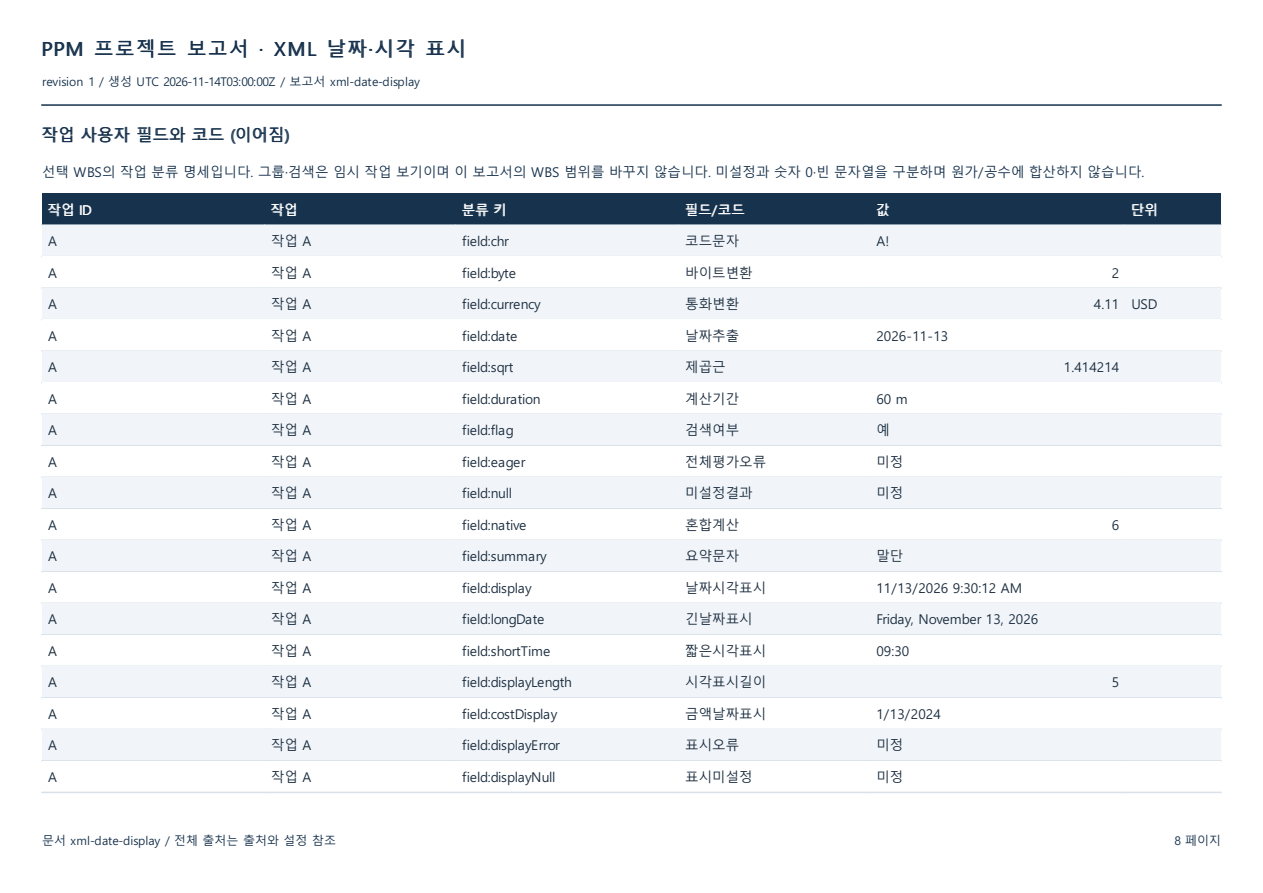 PPM 프로젝트 보고서 · XML 날짜·시각 표시
revision 1 / 생성 UTC 2026-11-14T03:00:00Z / 보고서 xml-date-display
작업 사용자 필드와 코드 (이어짐)
선택 WBS의 작업 분류 명세입니다. 그룹·검색은 임시 작업 보기이며 이 보고서의 WBS 범위를 바꾸지 않습니다. 미설정과 숫자 0·빈 문자열을 구분하며 원가/공수에 합산하지 않습니다.
작업 ID 작업 분류 키 필드/코드 값 단위
A 작업 A field:chr 코드문자 A!
A 작업 A field:byte 바이트변환 2
A 작업 A field:currency 통화변환 4.11 USD
A 작업 A field:date 날짜추출 2026-11-13
A 작업 A field:sqrt 제곱근 1.414214
A 작업 A field:duration 계산기간 60 m
A 작업 A field:flag 검색여부 예
A 작업 A field:eager 전체평가오류 미정
A 작업 A field:null 미설정결과 미정
A 작업 A field:native 혼합계산 6
A 작업 A field:summary 요약문자 말단
A 작업 A field:display 날짜시각표시 11/13/2026 9:30:12 AM
A 작업 A field:longDate 긴날짜표시 Friday, November 13, 2026
A 작업 A field:shortTime 짧은시각표시 09:30
A 작업 A field:displayLength 시각표시길이 5
A 작업 A field:costDisplay 금액날짜표시 1/13/2024
A 작업 A field:displayError 표시오류 미정
A 작업 A field:displayNull 표시미설정 미정
문서 xml-date-display / 전체 출처는 출처와 설정 참조
8 페이지